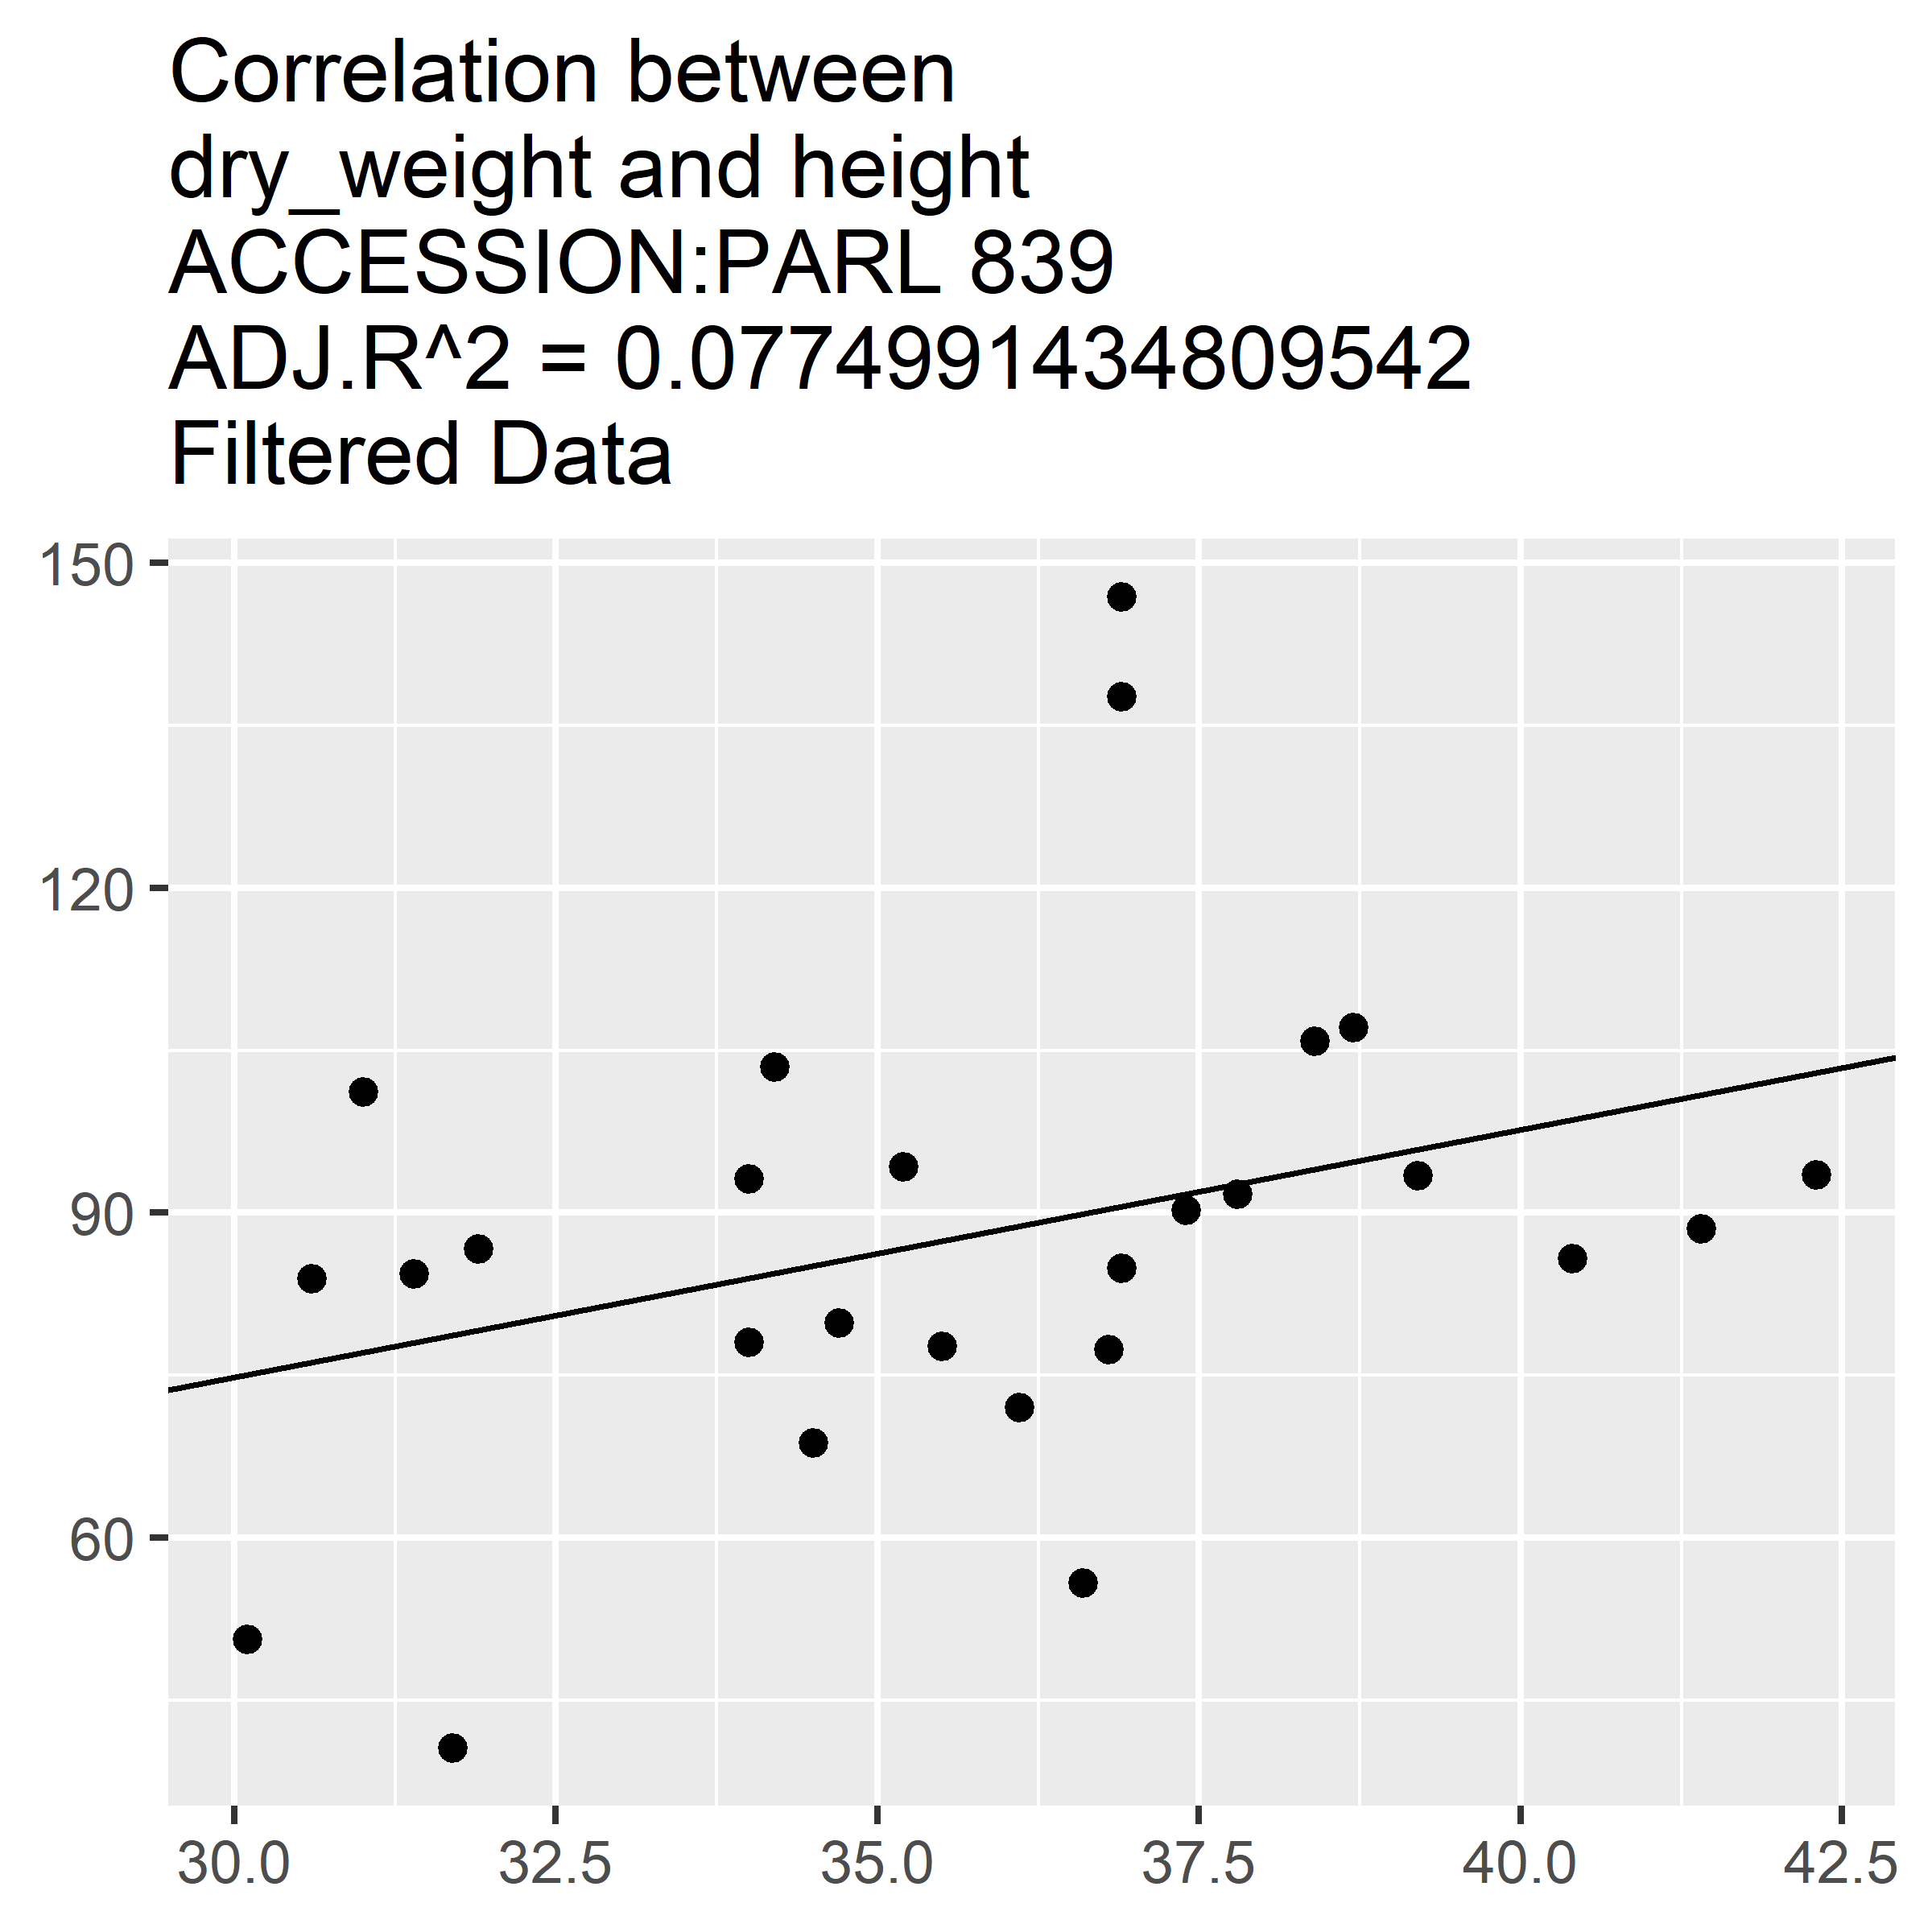 Correlation between
dry_weight and height
ACCESSION:PARL 839
ADJ.R^2 = 0.0774991434809542
Filtered Data
150
120
90
60
30.0 32.5 35.0 37.5 40.0 42.5